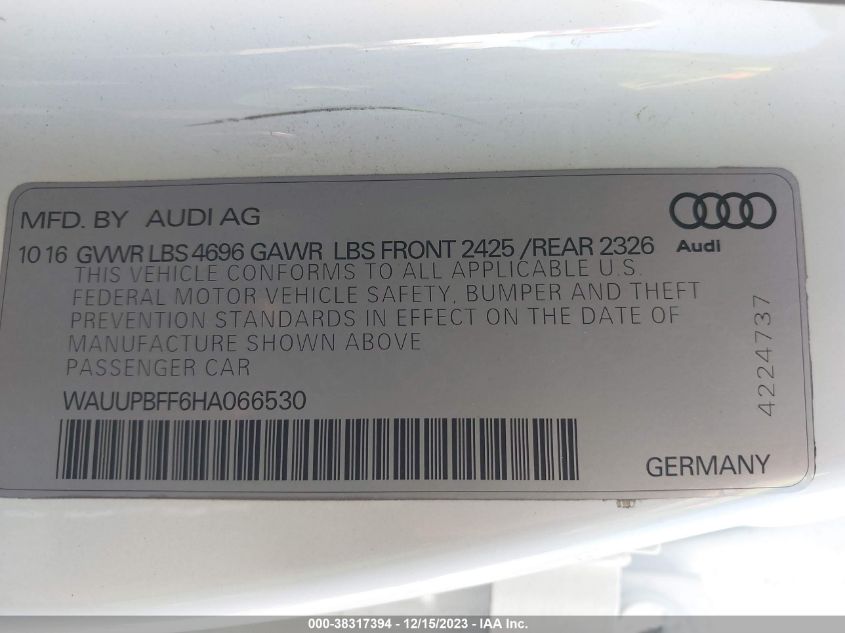 MFD. BY AUDI AG
10 16 GVWR LBS 4696 GAWR LBS FRONT 2425 /REAR 2326
Audi
THIS VEHICLE CONFORMS TO ALL APPLICABLE U.S.
FEDERAL MOTOR VEHICLE SAFETY, BUMPER AND THEFT
PREVENTION STANDARDS IN EFFECT ON THE DATE OF
MANUFACTURE SHOWN ABOVE
PASSENGER CAR
WAUUPBFF6HA066530
4224737
GERMANY
000-38317394 - 12/15/2023 - IAA Inc.